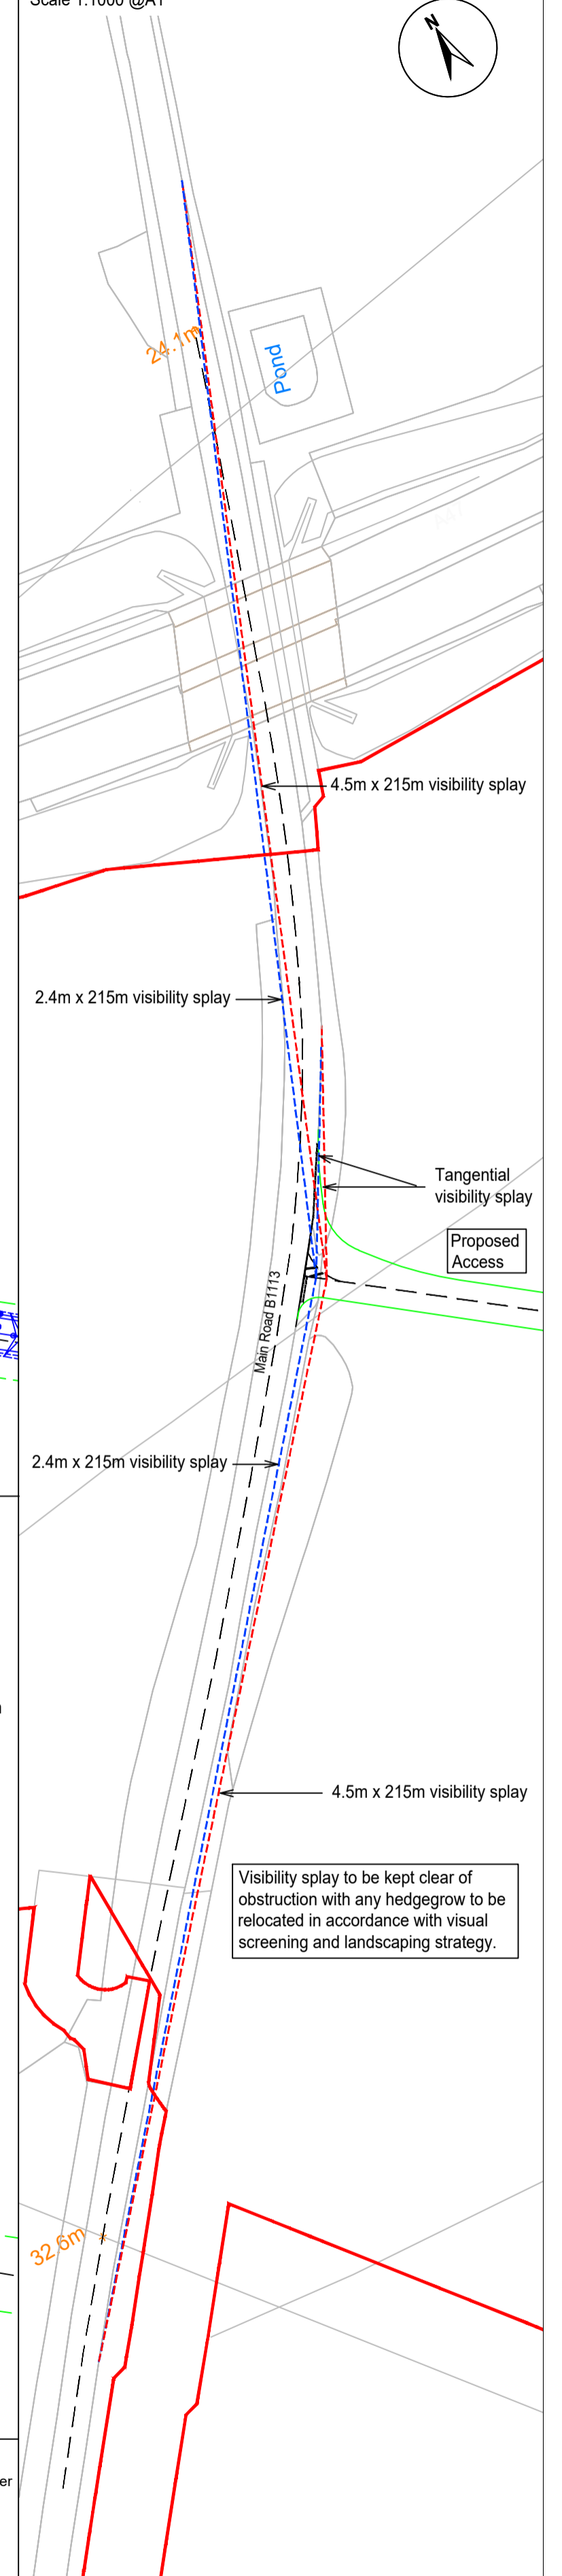 Scale 1:1000 @A1
N
24.1m
Pond
4.5m x 215m visibility splay
2.4m x 215m visibility splay
Tangential
visibility splay
Proposed
Access
Main Road B1113
2.4m x 215m visibility splay
4.5m x 215m visibility splay
Visibility splay to be kept clear of
obstruction with any hedgegrow to be
relocated in accordance with visual
screening and landscaping strategy.
32.6m
er